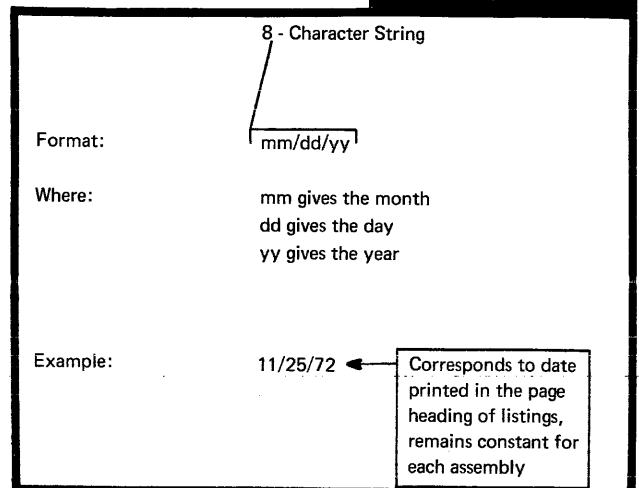 8 - Character String
Format: mm/dd/yy
Where: mm gives the month
dd gives the day
yy gives the year
Example: 11/25/72
Corresponds to date
printed in the page
heading of listings,
remains constant for
each assembly